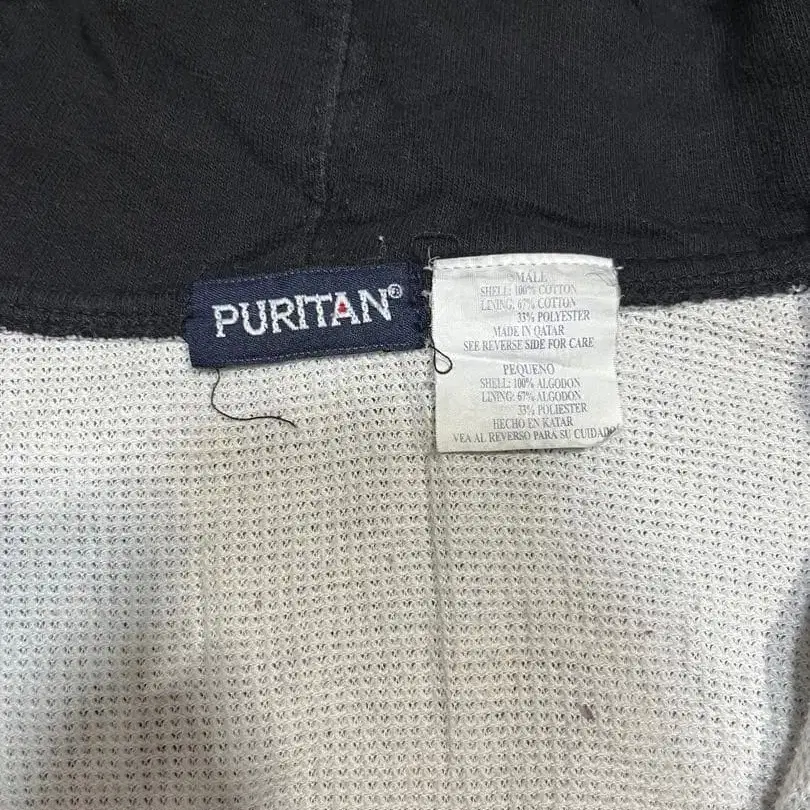 PURITAN®
SMALL
SHELL: 100% COTTON
LINING: 67% COTTON
33% POLYESTER
MADE IN QATAR
SEE REVERSE SIDE FOR CARE
PEQUENO
SHELL: 100% ALGODON
LINING: 67% ALGODON
33% POLIESTER
HECHO EN KATAR
VEA AL REVERSO PARA SU CUIDADO